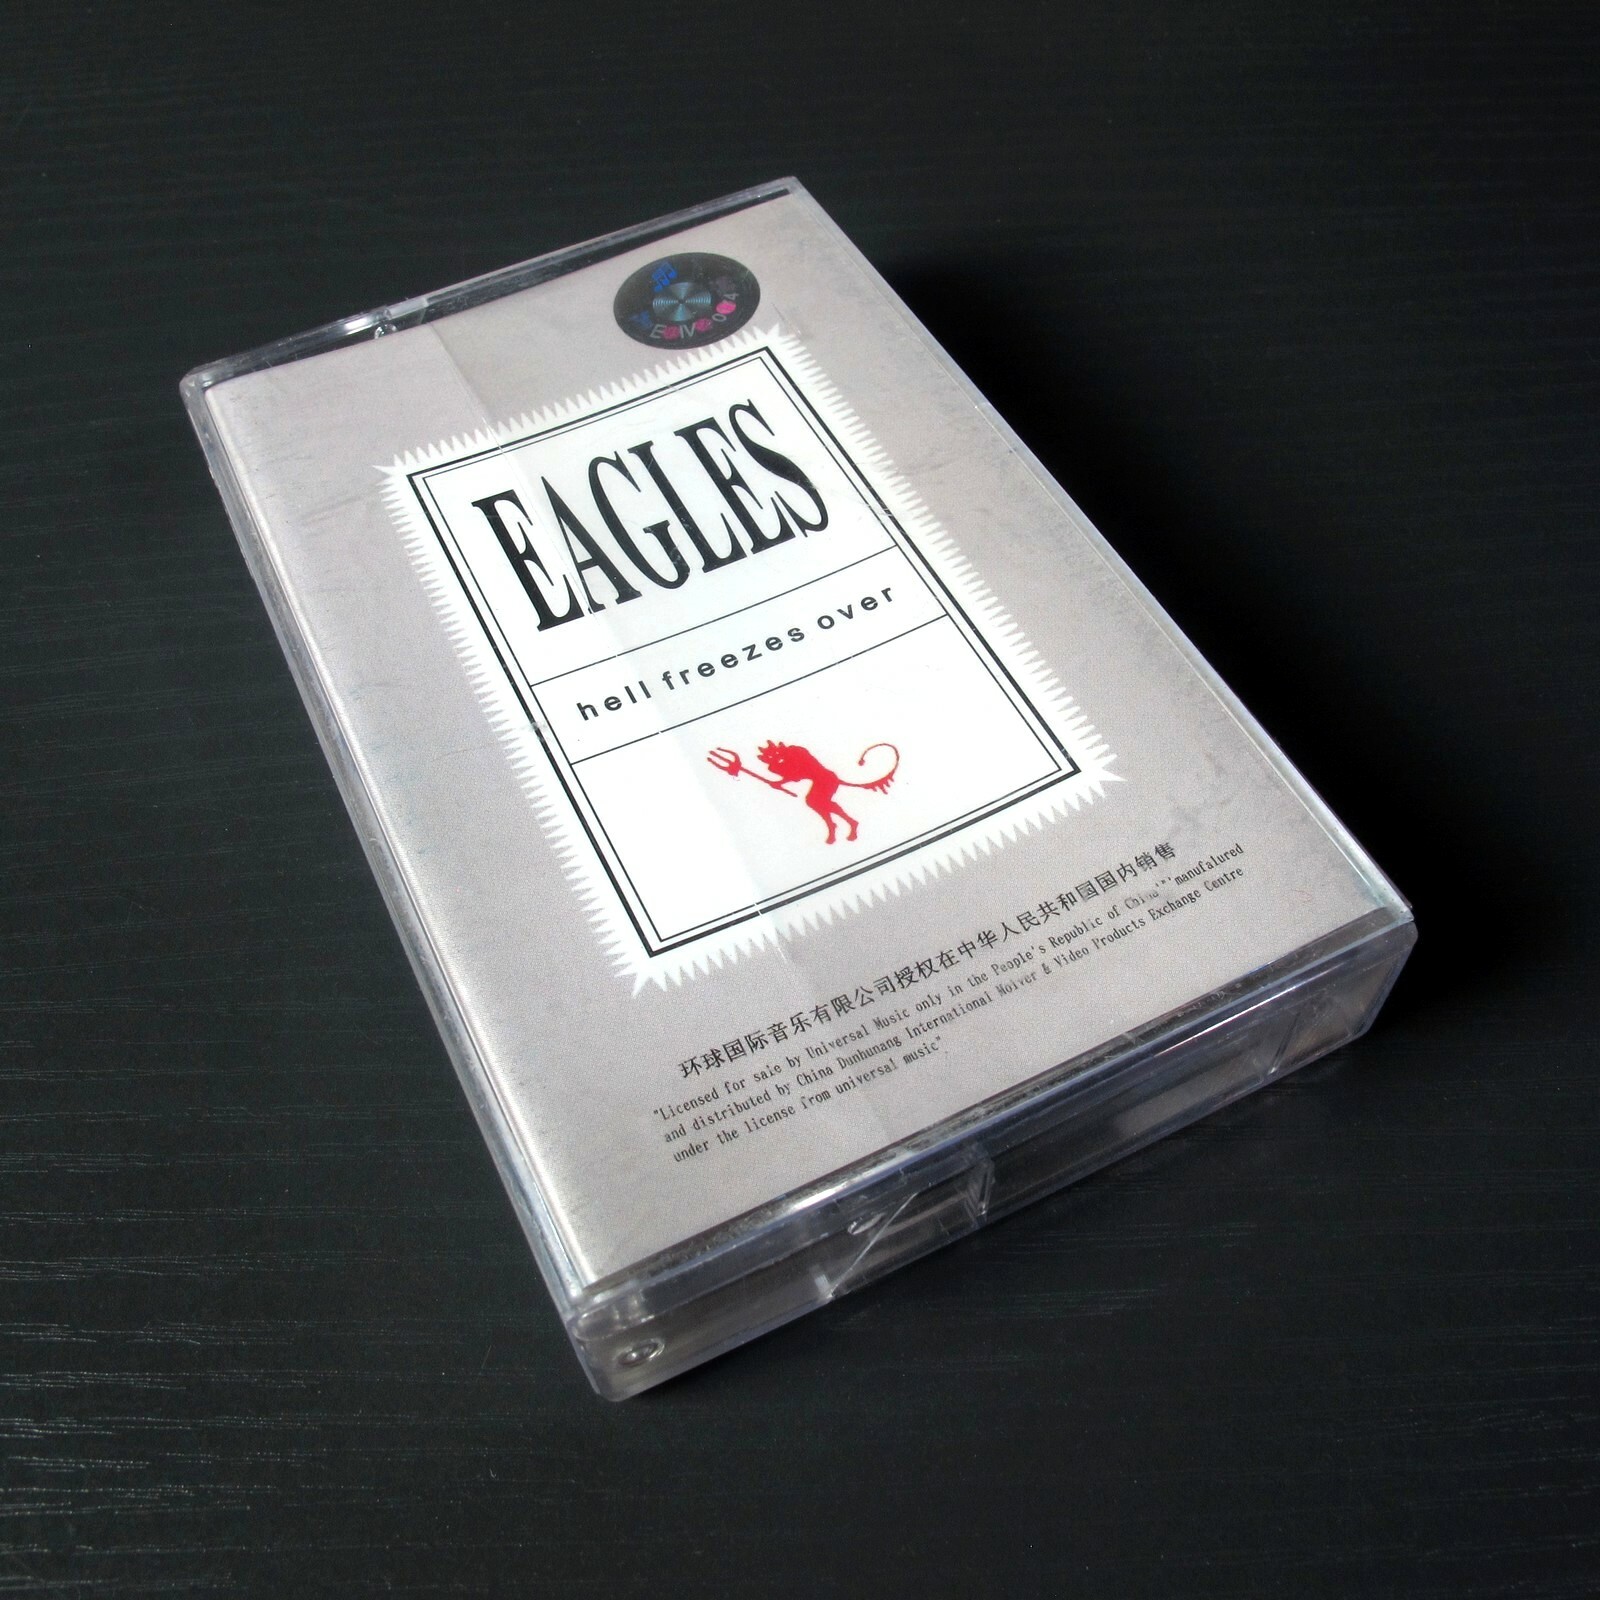 EAGLES
hell freezes over
环球国际音乐有限公司授权在中华人民共和国国内销售
"Licensed for sale by Universal Music only in the People's Republic of China"'"manufalured
and distributed by China Dunhunang International Noiver & Video Products Exchange Centre
under the license from universal music"